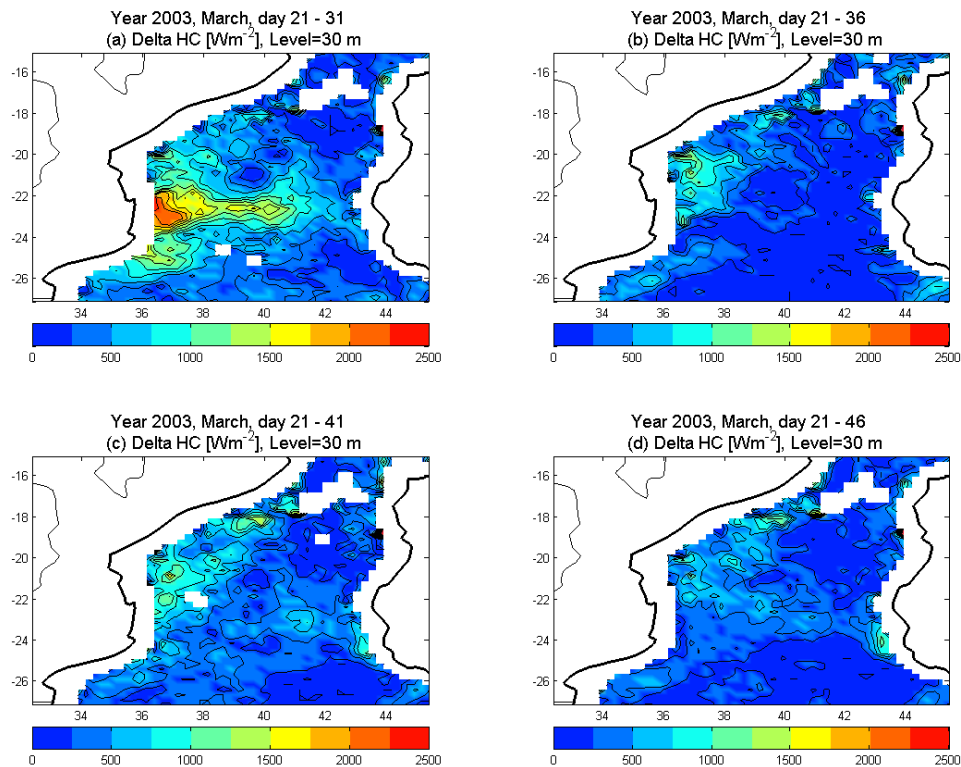 Year 2003, March, day 21 - 31
(a) Delta HC [Wm⁻²], Level=30 m
-16
-18
-20
-22
-24
-26
34 36 38 40 42 44
0 500 1000 1500 2000 2500
Year 2003, March, day 21 - 36
(b) Delta HC [Wm⁻²], Level=30 m
-16
-18
-20
-22
-24
-26
34 36 38 40 42 44
0 500 1000 1500 2000 2500
Year 2003, March, day 21 - 41
(c) Delta HC [Wm⁻²], Level=30 m
-16
-18
-20
-22
-24
-26
34 36 38 40 42 44
0 500 1000 1500 2000 2500
Year 2003, March, day 21 - 46
(d) Delta HC [Wm⁻²], Level=30 m
-16
-18
-20
-22
-24
-26
34 36 38 40 42 44
0 500 1000 1500 2000 2500